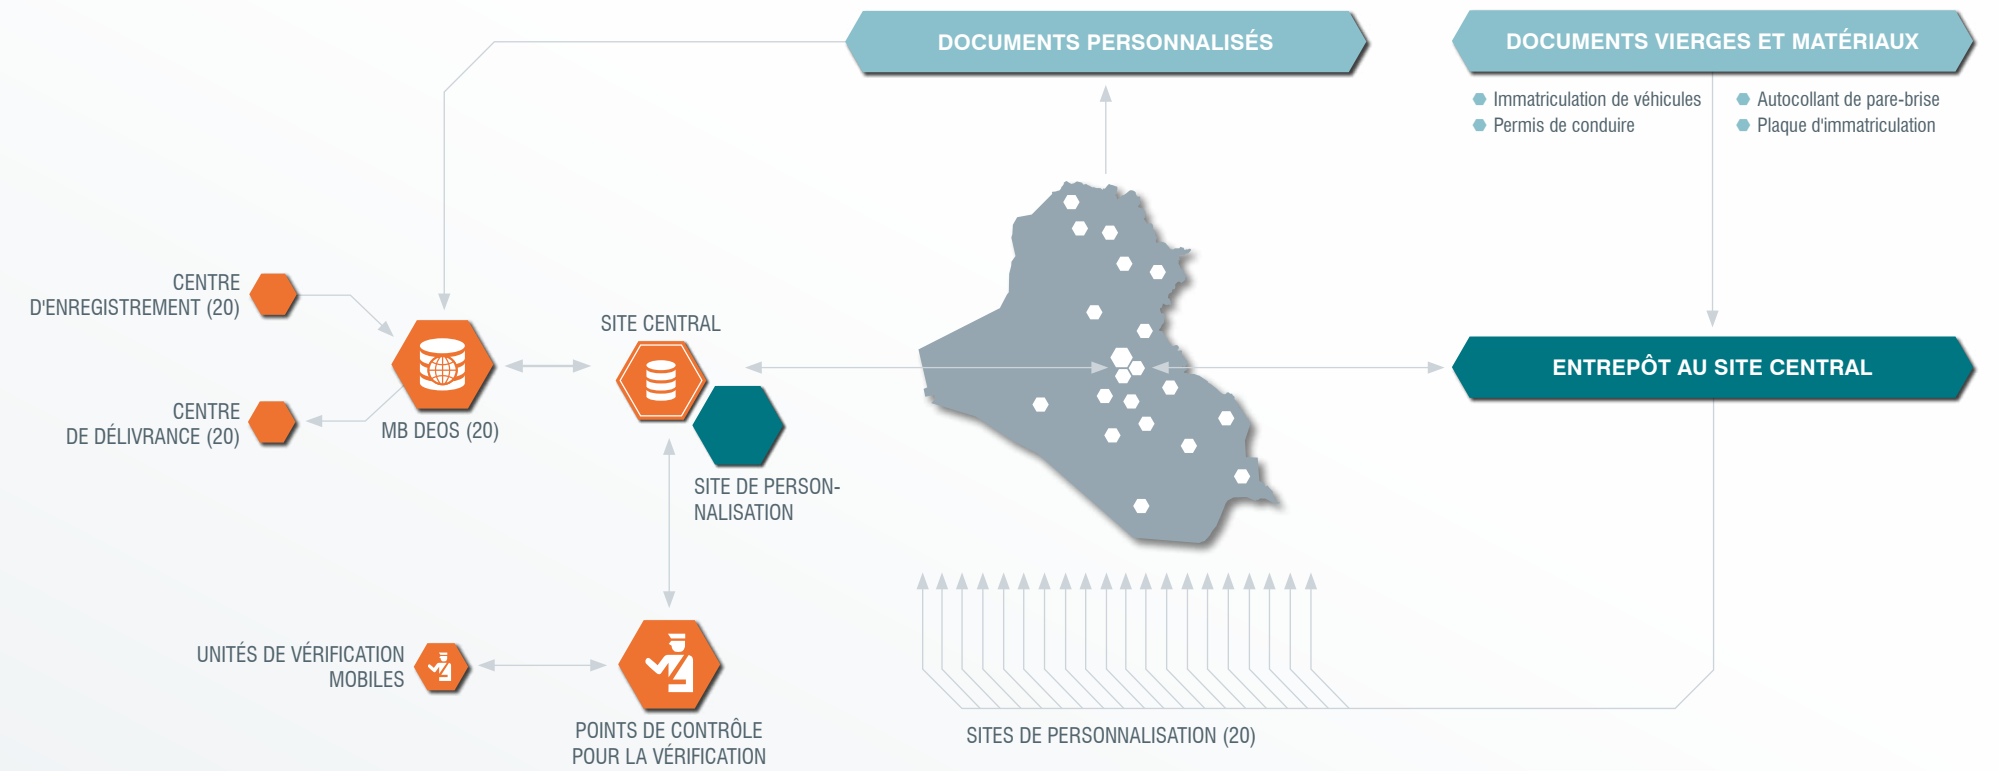 DOCUMENTS PERSONNALISÉS
DOCUMENTS VIERGES ET MATÉRIAUX
Immatriculation de véhicules
Permis de conduire
Autocollant de pare-brise
Plaque d'immatriculation
CENTRE
D'ENREGISTREMENT (20)
SITE CENTRAL
ENTREPÔT AU SITE CENTRAL
CENTRE
DE DÉLIVRANCE (20)
MB DEOS (20)
SITE DE PERSON-
NALISATION
UNITÉS DE VÉRIFICATION
MOBILES
POINTS DE CONTRÔLE
POUR LA VÉRIFICATION
SITES DE PERSONNALISATION (20)